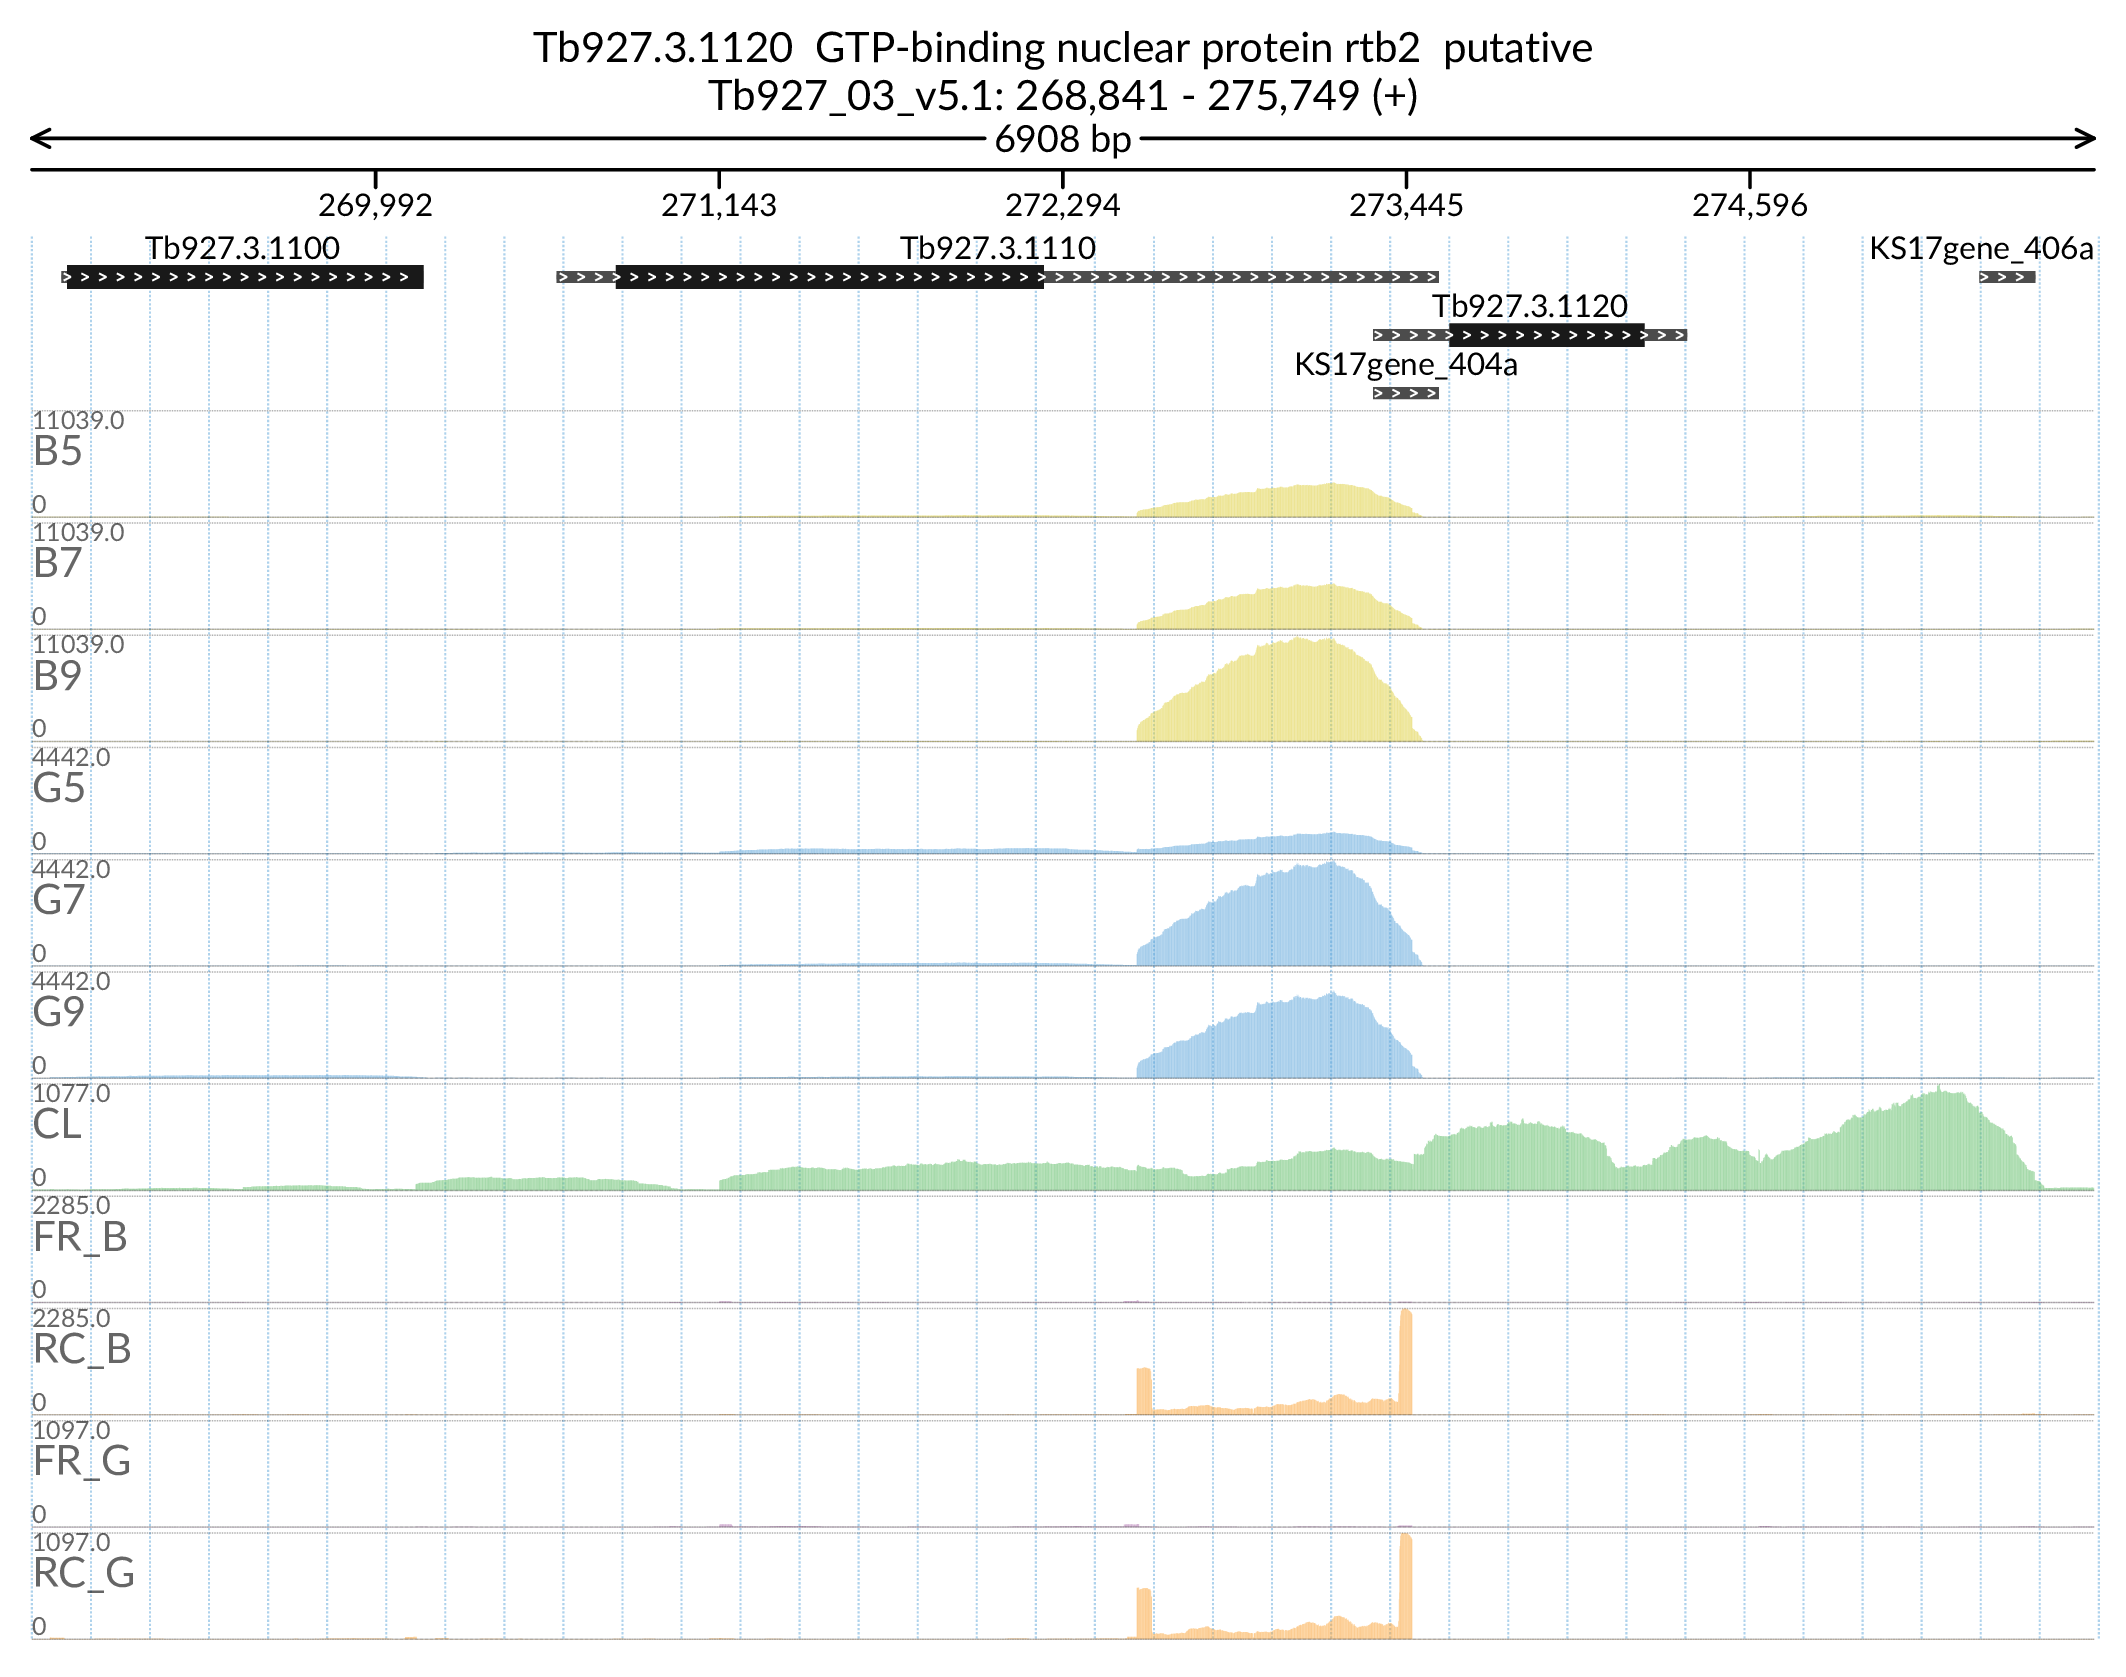 Tb927.3.1120  GTP-binding nuclear protein rtb2  putative
Tb927_03_v5.1: 268,841 - 275,749 (+)
6908 bp
269,992 271,143 272,294 273,445 274,596
Tb927.3.1100 Tb927.3.1110 KS17gene_406a
Tb927.3.1120
KS17gene_404a
11039.0
B5
0
11039.0
B7
0
11039.0
B9
0
4442.0
G5
0
4442.0
G7
0
4442.0
G9
0
1077.0
CL
0
2285.0
FR_B
0
2285.0
RC_B
0
1097.0
FR_G
0
1097.0
RC_G
0